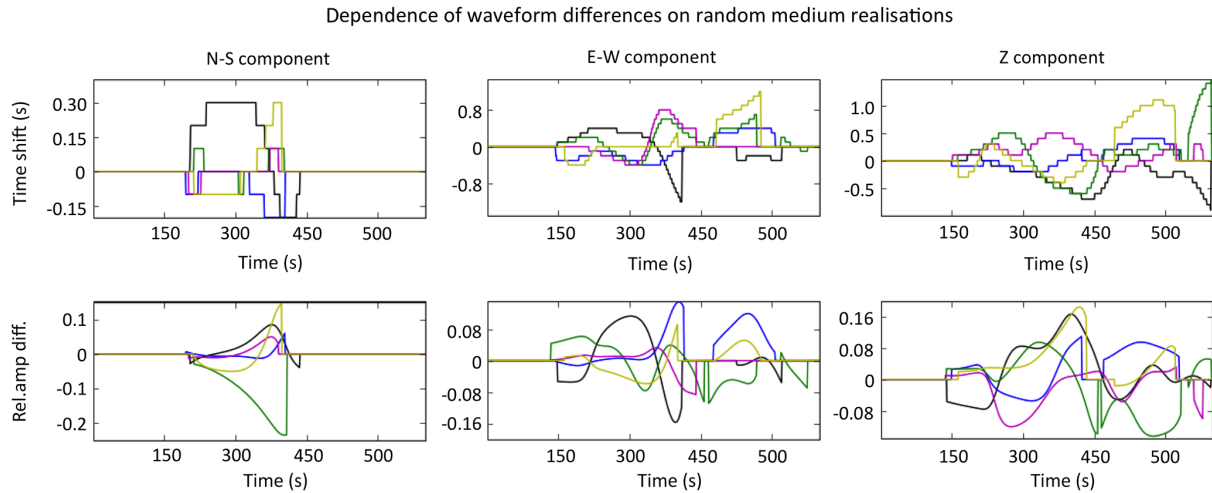 Dependence of waveform differences on random medium realisations
N-S component
E-W component
Z component
Time shift (s)
0.30
0.15
0
-0.15
150 300 450 500
Time (s)
0.8
0
-0.8
150 300 450 500
Time (s)
1.0
0.5
0
-0.5
150 300 450 500
Time (s)
Rel.amp diff.
0.1
0
-0.1
-0.2
150 300 450 500
Time (s)
0.08
0
-0.08
-0.16
150 300 450 500
Time (s)
0.16
0.08
0
-0.08
150 300 450 500
Time (s)